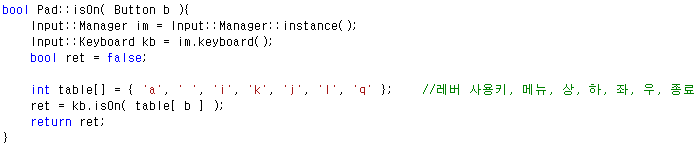 bool Pad::isOn( Button b ){
Input::Manager im = Input::Manager::instance();
Input::Keyboard kb = im.keyboard();
bool ret = false;
int table[] = { 'a', ' ', 'i', 'k', 'j', 'l', 'q' };    //레버 사용키, 메뉴, 상, 하, 좌, 우, 종료
ret = kb.isOn( table[ b ] );
return ret;
}